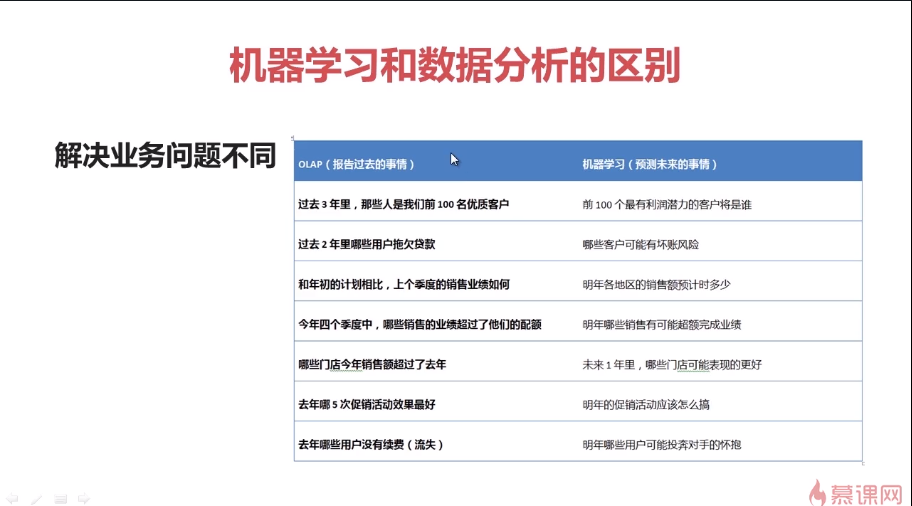 机器学习和数据分析的区别
解决业务问题不同
OLAP（报告过去的事情） 机器学习（预测未来的事情）
过去 3 年里，那些人是我们前 100 名优质客户 前 100 个最有利润潜力的客户将是谁
过去 2 年里哪些用户拖欠贷款 哪些客户可能有坏账风险
和年初的计划相比，上个季度的销售业绩如何 明年各地区的销售额预计时多少
今年四个季度中，哪些销售的业绩超过了他们的配额 明年哪些销售有可能超额完成业绩
哪些门店今年销售额超过了去年 未来 1 年里，哪些门店可能表现的更好
去年哪 5 次促销活动效果最好 明年的促销活动应该怎么搞
去年哪些用户没有续费（流失） 明年哪些用户可能投奔对手的怀抱
慕课网